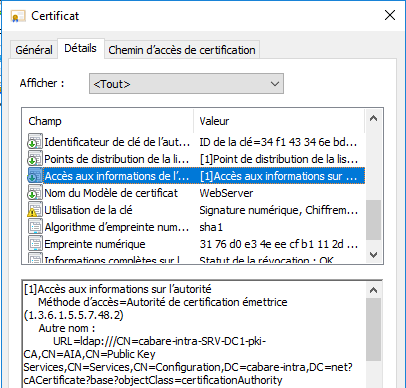 Certificat
Général Détails Chemin d'accès de certification
Afficher : <Tout>
Champ Valeur
Identificateur de clé de l'aut... ID de la clé=34 f1 43 34 6e bd...
Points de distribution de la li... [1]Point de distribution de la lis...
Accès aux informations de l'... [1]Accès aux informations sur ...
Nom du Modèle de certificat WebServer
Utilisation de la clé Signature numérique, Chiffrem...
Algorithme d'empreinte num... sha1
Empreinte numérique 31 76 d0 e3 4e ee cf b1 11 2d ...
Informations complètes sur l... Statut de la révocation : OK
[1]Accès aux informations sur l'autorité
Méthode d'accès=Autorité de certification émettrice
(1.3.6.1.5.5.7.48.2)
Autre nom :
URL=ldap:///CN=cabare-intra-SRV-DC1-pki-
CA,CN=AIA,CN=Public Key
Services,CN=Services,CN=Configuration,DC=cabare-intra,DC=net?
cACertificate?base?objectClass=certificationAuthority